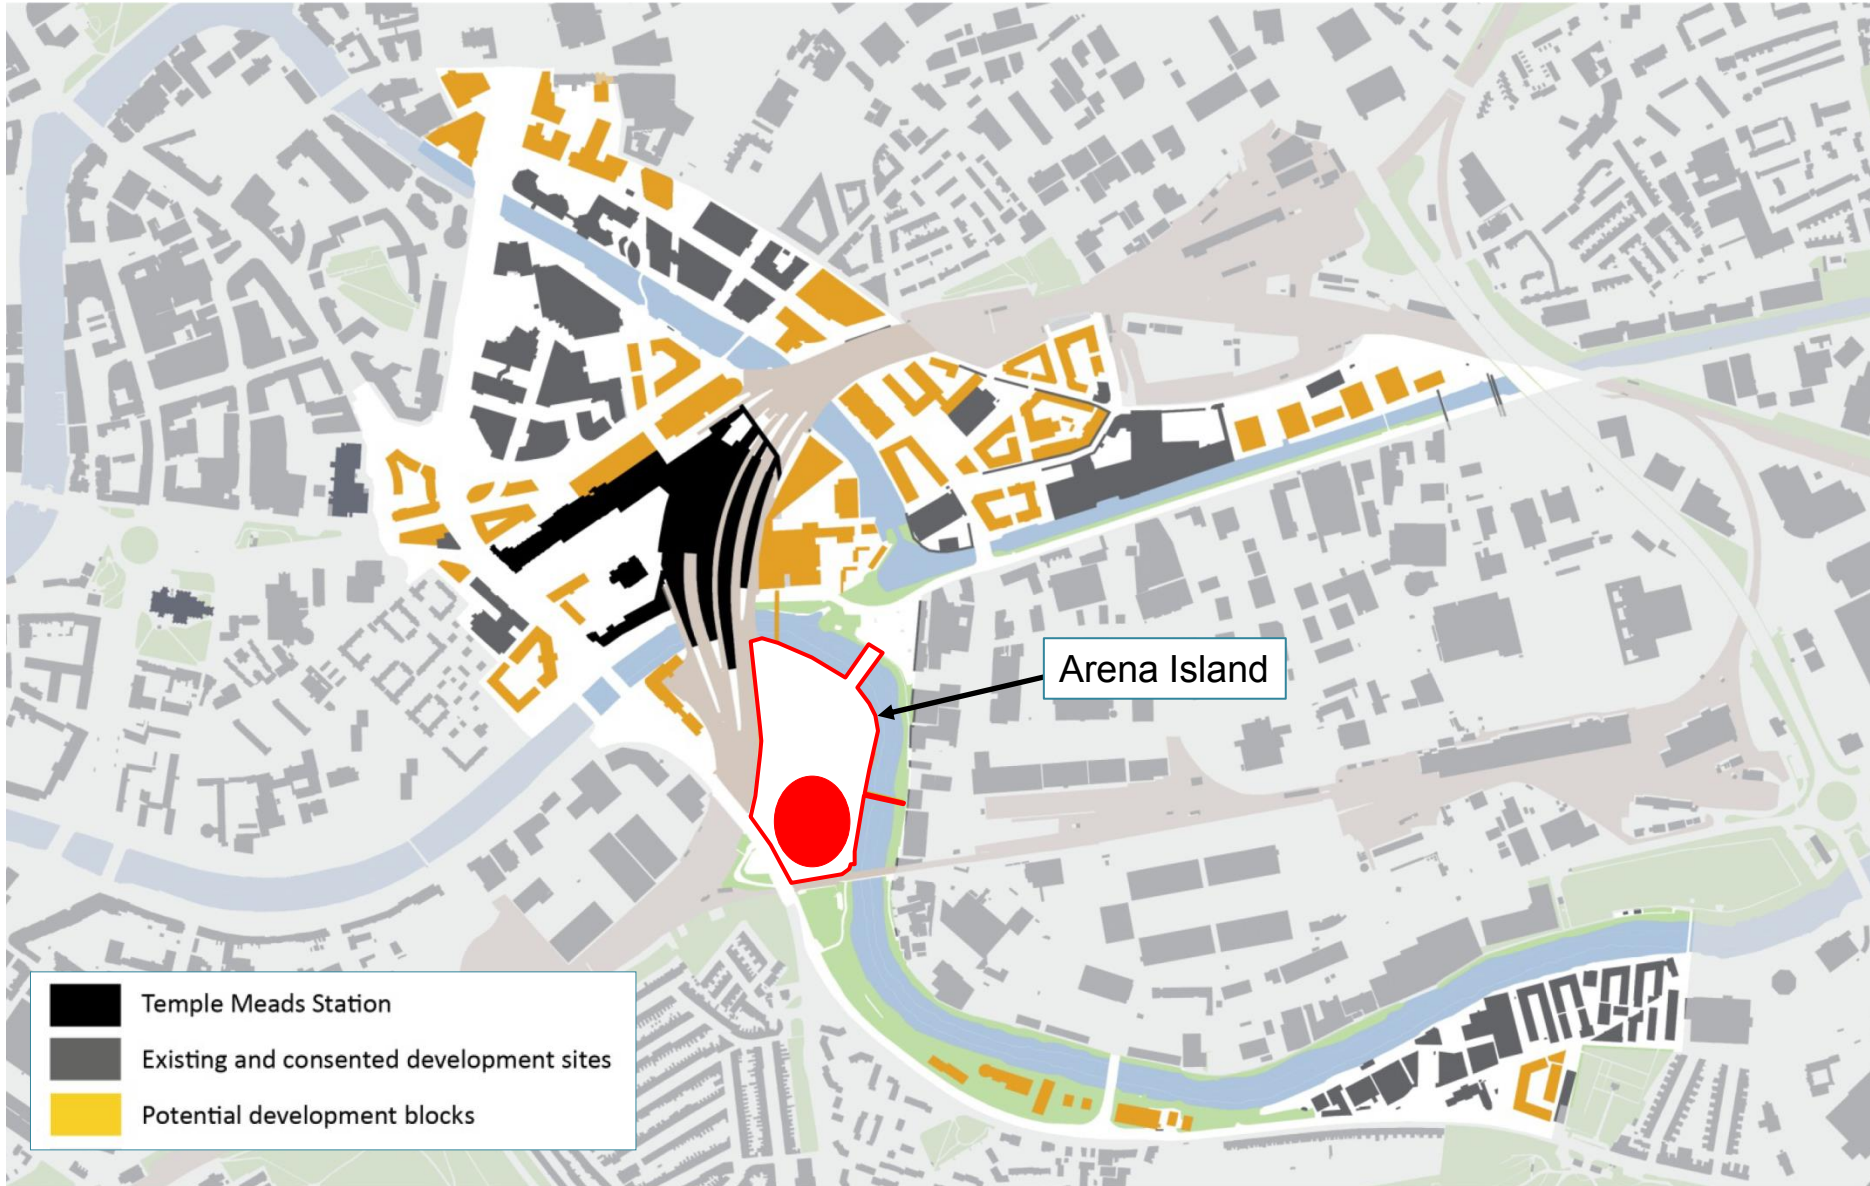 Arena Island
Temple Meads Station
Existing and consented development sites
Potential development blocks